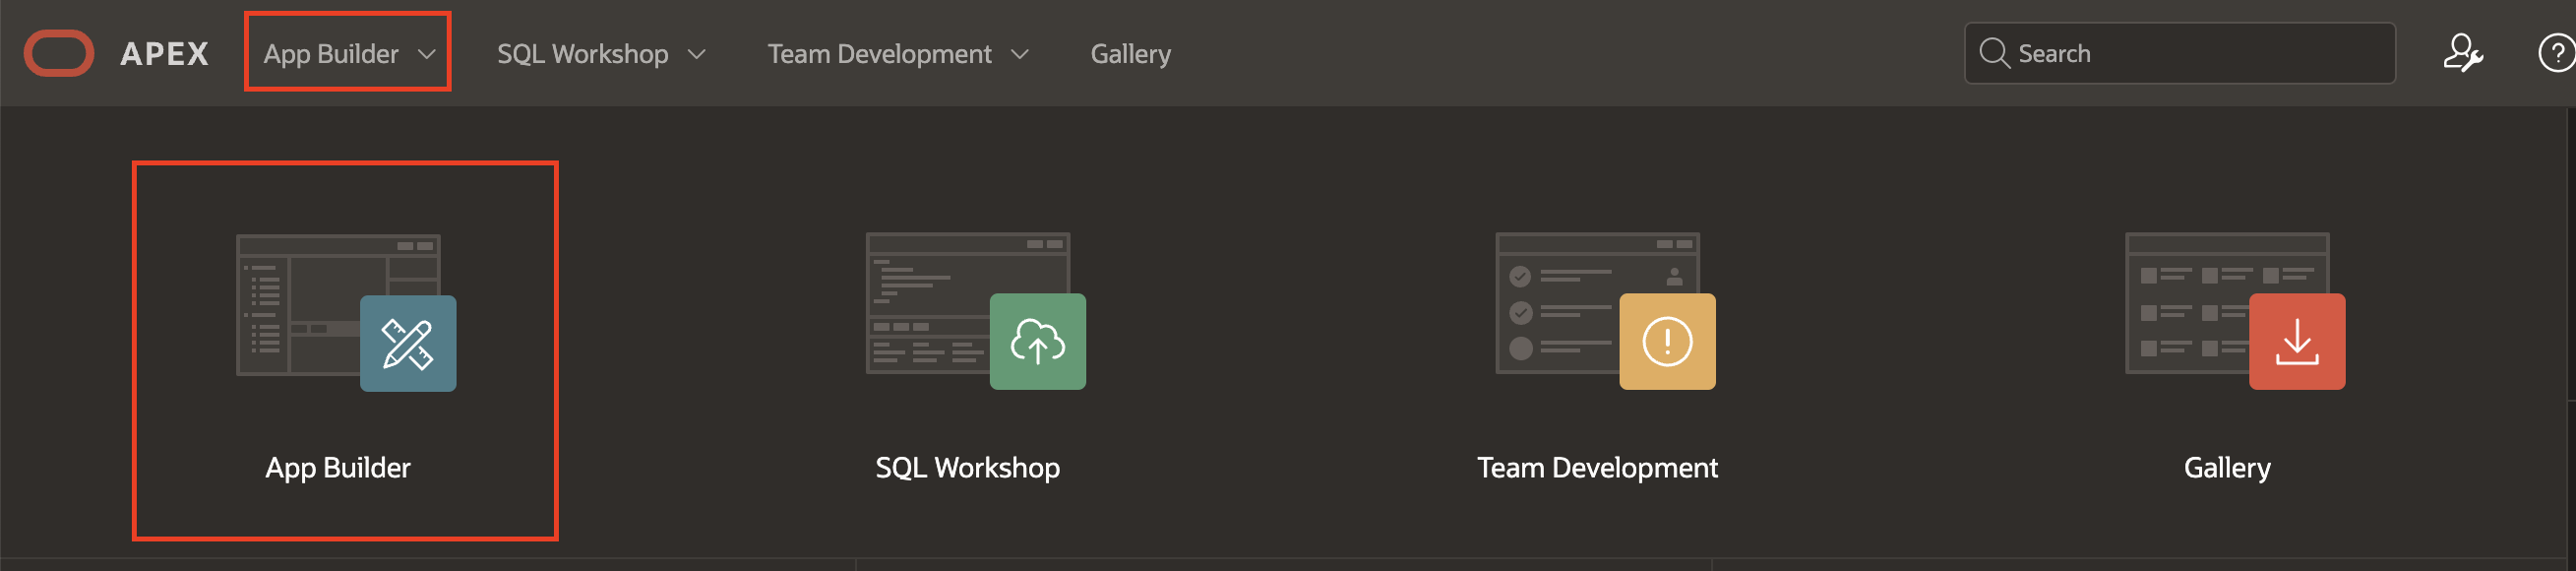 APEX App Builder SQL Workshop Team Development Gallery Search ?
App Builder SQL Workshop Team Development Gallery